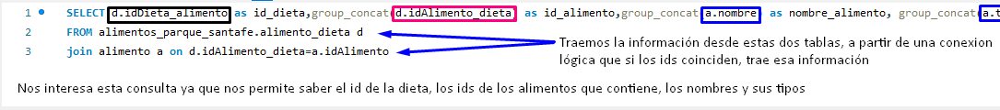 1 SELECT d.idDieta_alimento as id_dieta,group_concat(d.idAlimento_dieta) as id_alimento,group_concat(a.nombre) as nombre_alimento, group_concat(a.t
2 FROM alimentos_parque_santafe.alimento_dieta d
3 join alimento a on d.idAlimento_dieta=a.idAlimento
Traemos la información desde estas dos tablas, a partir de una conexion
lógica que si los ids coinciden, trae esa información
Nos interesa esta consulta ya que nos permite saber el id de la dieta, los ids de los alimentos que contiene, los nombres y sus tipos